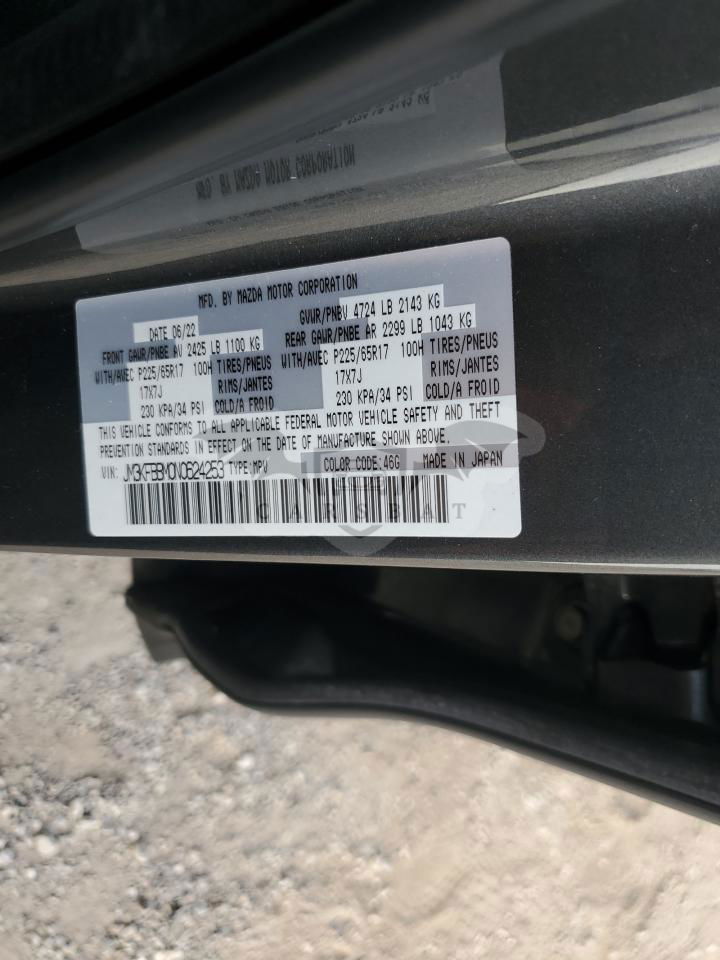 MFD. BY MAZDA MOTOR CORPORATION
DATE 06/22 GVWR/PNBV 4724 LB 2143 KG
FRONT GAWR/PNBE AV 2425 LB 1100 KG REAR GAWR/PNBE AR 2299 LB 1043 KG
WITH/AVEC P225/65R17 100H TIRES/PNEUS WITH/AVEC P225/65R17 100H TIRES/PNEUS
17X7J RIMS/JANTES 17X7J RIMS/JANTES
230 KPA/34 PSI COLD/A FROID 230 KPA/34 PSI COLD/A FROID
THIS VEHICLE CONFORMS TO ALL APPLICABLE FEDERAL MOTOR VEHICLE SAFETY AND THEFT
PREVENTION STANDARDS IN EFFECT ON THE DATE OF MANUFACTURE SHOWN ABOVE.
VIN: JM3KFBBM0N0624253 TYPE: MPV COLOR CODE: 46G MADE IN JAPAN
CARSBAT